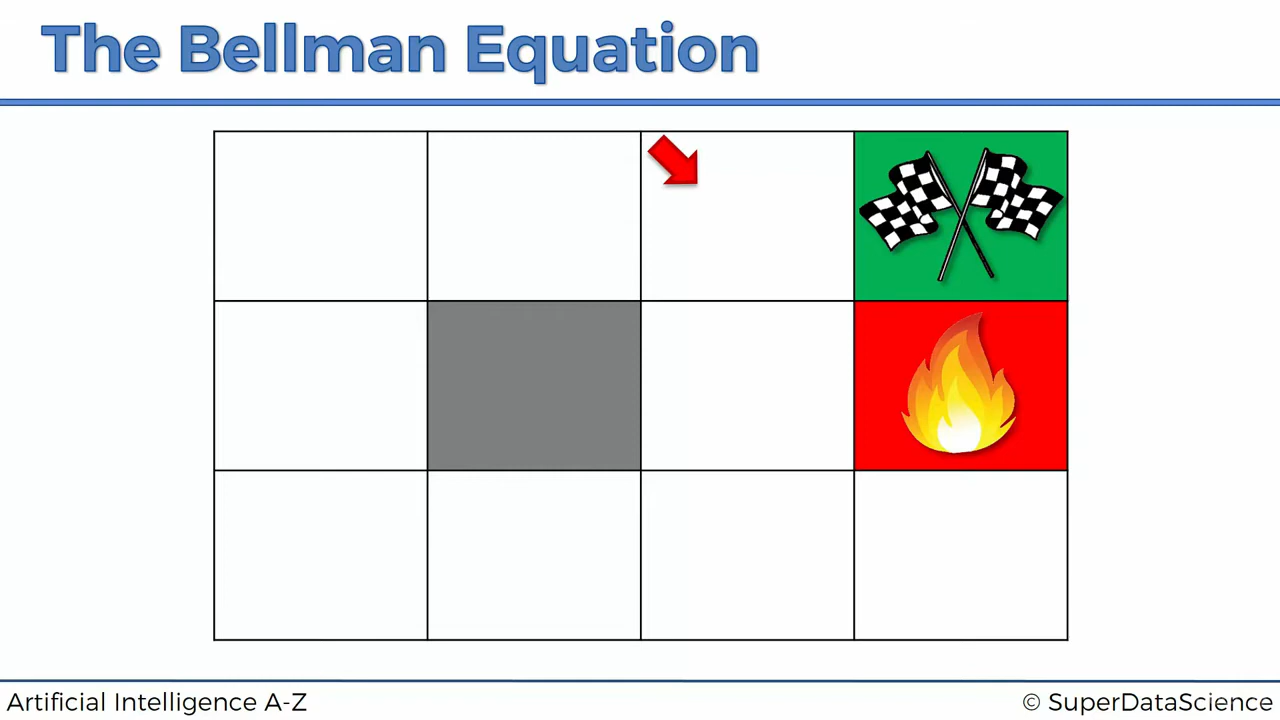 The Bellman Equation
Artificial Intelligence A-Z
© SuperDataScience